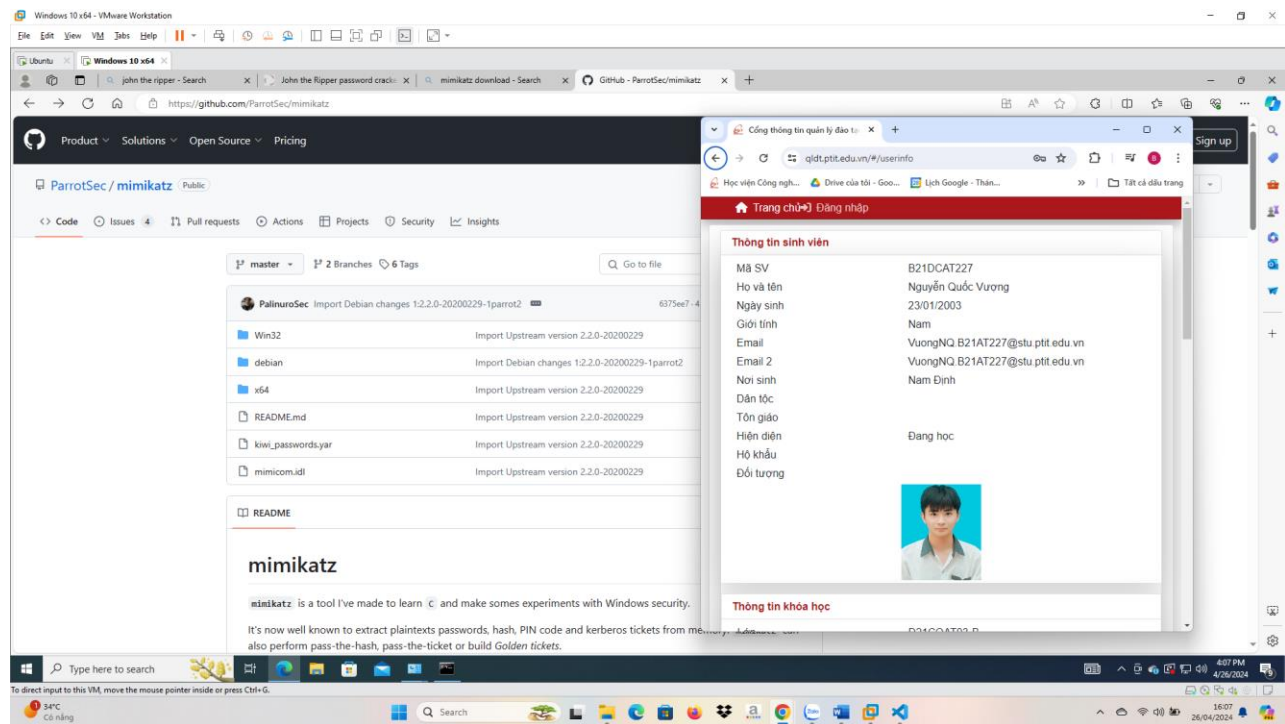 Windows 10 x64 - VMware Workstation
File Edit View VM Tabs Help
Ubuntu Windows 10 x64
john the ripper - Search John the Ripper password crack mimikatz download - Search GitHub - ParrotSec/mimikatz
https://github.com/ParrotSec/mimikatz
Product Solutions Open Source Pricing
Sign up
ParrotSec / mimikatz Public
<> Code Issues 4 Pull requests Actions Projects Security Insights
master 2 Branches 6 Tags Go to file
PalinuroSec Import Debian changes 1:2.2.0-20200229-1parrot2 6375ee7 · 4
Win32 Import Upstream version 2.2.0-20200229
debian Import Debian changes 1:2.2.0-20200229-1parrot2
x64 Import Upstream version 2.2.0-20200229
README.md Import Upstream version 2.2.0-20200229
kiwi_passwords.yar Import Upstream version 2.2.0-20200229
mimicom.idl Import Upstream version 2.2.0-20200229
README
mimikatz
mimikatz is a tool I've made to learn C and make somes experiments with Windows security.
It's now well known to extract plaintexts passwords, hash, PIN code and kerberos tickets from memory. mimikatz can
also perform pass-the-hash, pass-the-ticket or build Golden tickets.
Cổng thông tin quản lý đào tạ
qldt.ptit.edu.vn/#/userinfo
Học viện Công ngh... Drive của tôi - Goo... Lịch Google - Thán... » Tất cả dấu trang
Trang chủ Đăng nhập
Thông tin sinh viên
Mã SV B21DCAT227
Họ và tên Nguyễn Quốc Vượng
Ngày sinh 23/01/2003
Giới tính Nam
Email VuongNQ.B21AT227@stu.ptit.edu.vn
Email 2 VuongNQ.B21AT227@stu.ptit.edu.vn
Nơi sinh Nam Định
Dân tộc
Tôn giáo
Hiện diện Đang học
Hộ khẩu
Đối tượng
Thông tin khóa học
Type here to search
4:07 PM
4/26/2024
To direct input to this VM, move the mouse pointer inside or press Ctrl+G.
34°C
Có nắng
Search
16:07
26/04/2024